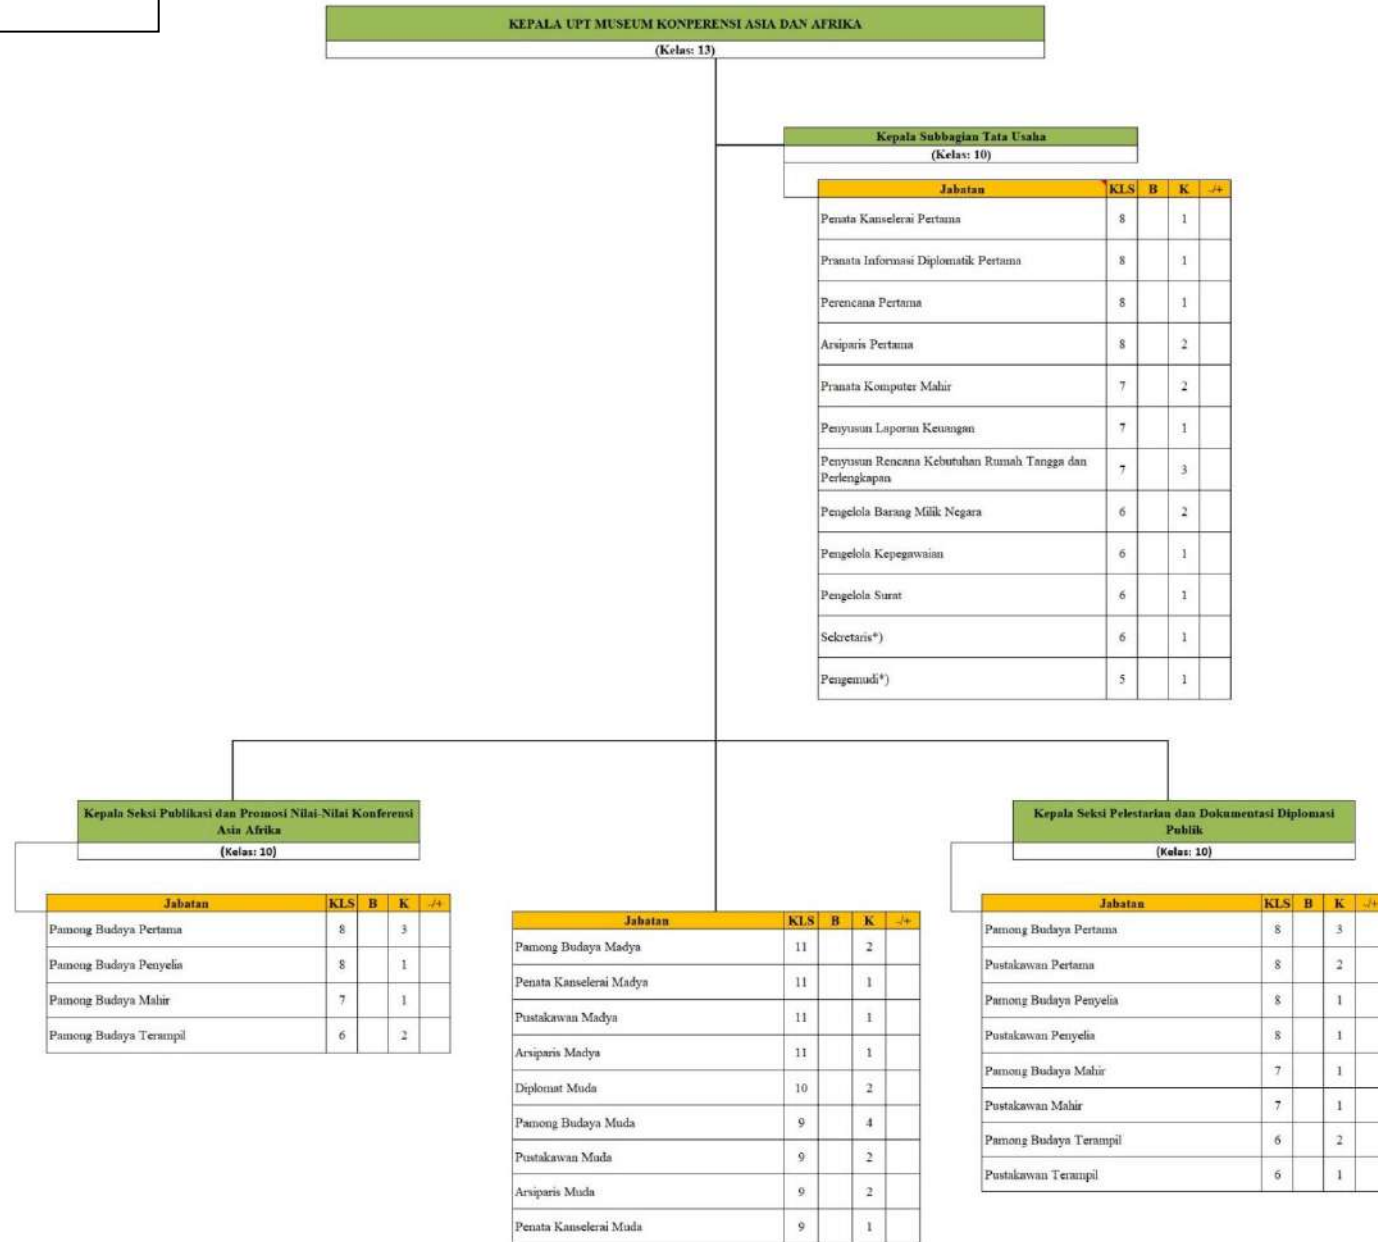 KEPALA UPT MUSEUM KONPERENSI ASIA DAN AFRIKA
(Kelas: 13)
Kepala Subbagian Tata Usaha
(Kelas: 10)
Jabatan KLS B K -/+
Penata Kanselerai Pertama 8 1
Pranata Informasi Diplomatik Pertama 8 1
Perencana Pertama 8 1
Arsiparis Pertama 8 2
Pranata Komputer Mahir 7 2
Penyusun Laporan Keuangan 7 1
Penyusun Rencana Kebutuhan Rumah Tangga dan
Perlengkapan 7 3
Pengelola Barang Milik Negara 6 2
Pengelola Kepegawaian 6 1
Pengelola Surat 6 1
Sekretaris*) 6 1
Pengemudi*) 5 1
Kepala Seksi Publikasi dan Promosi Nilai-Nilai Konferensi
Asia Afrika
(Kelas: 10)
Jabatan KLS B K -/+
Pamong Budaya Pertama 8 3
Pamong Budaya Penyelia 8 1
Pamong Budaya Mahir 7 1
Pamong Budaya Terampil 6 2
Jabatan KLS B K -/+
Pamong Budaya Madya 11 2
Penata Kanselerai Madya 11 1
Pustakawan Madya 11 1
Arsiparis Madya 11 1
Diplomat Muda 10 2
Pamong Budaya Muda 9 4
Pustakawan Muda 9 2
Arsiparis Muda 9 2
Penata Kanselerai Muda 9 1
Kepala Seksi Pelestarian dan Dokumentasi Diplomasi
Publik
(Kelas: 10)
Jabatan KLS B K -/+
Pamong Budaya Pertama 8 3
Pustakawan Pertama 8 2
Pamong Budaya Penyelia 8 1
Pustakawan Penyelia 8 1
Pamong Budaya Mahir 7 1
Pustakawan Mahir 7 1
Pamong Budaya Terampil 6 2
Pustakawan Terampil 6 1